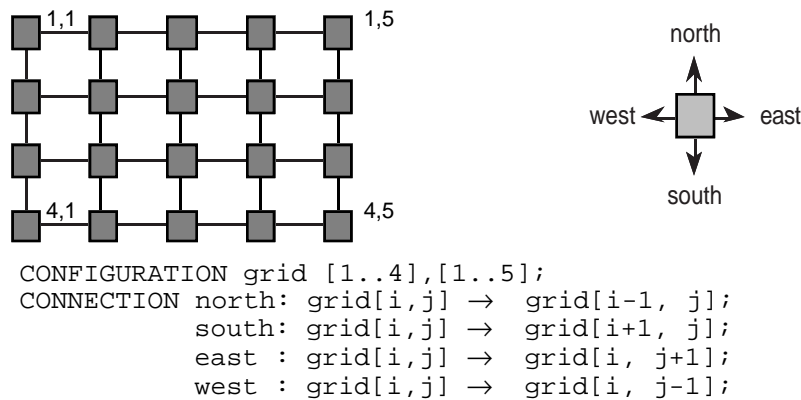 1,1
1,5
4,1
4,5
north
west
east
south
CONFIGURATION grid [1..4],[1..5];
CONNECTION north: grid[i,j] → grid[i-1, j];
south: grid[i,j] → grid[i+1, j];
east : grid[i,j] → grid[i, j+1];
west : grid[i,j] → grid[i, j-1];